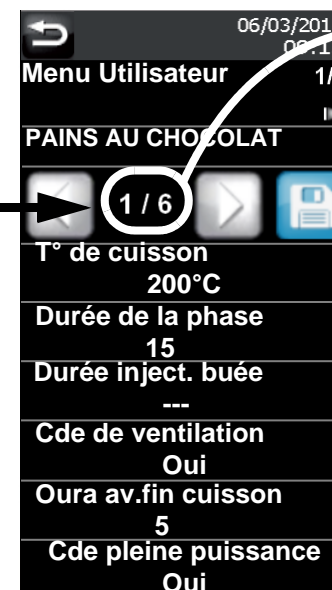 06/03/201
Menu Utilisateur 1/
PAINS AU CHOCOLAT
1 / 6
T° de cuisson
200°C
Durée de la phase
15
Durée inject. buée
---
Cde de ventilation
Oui
Oura av.fin cuisson
5
Cde pleine puissance
Oui